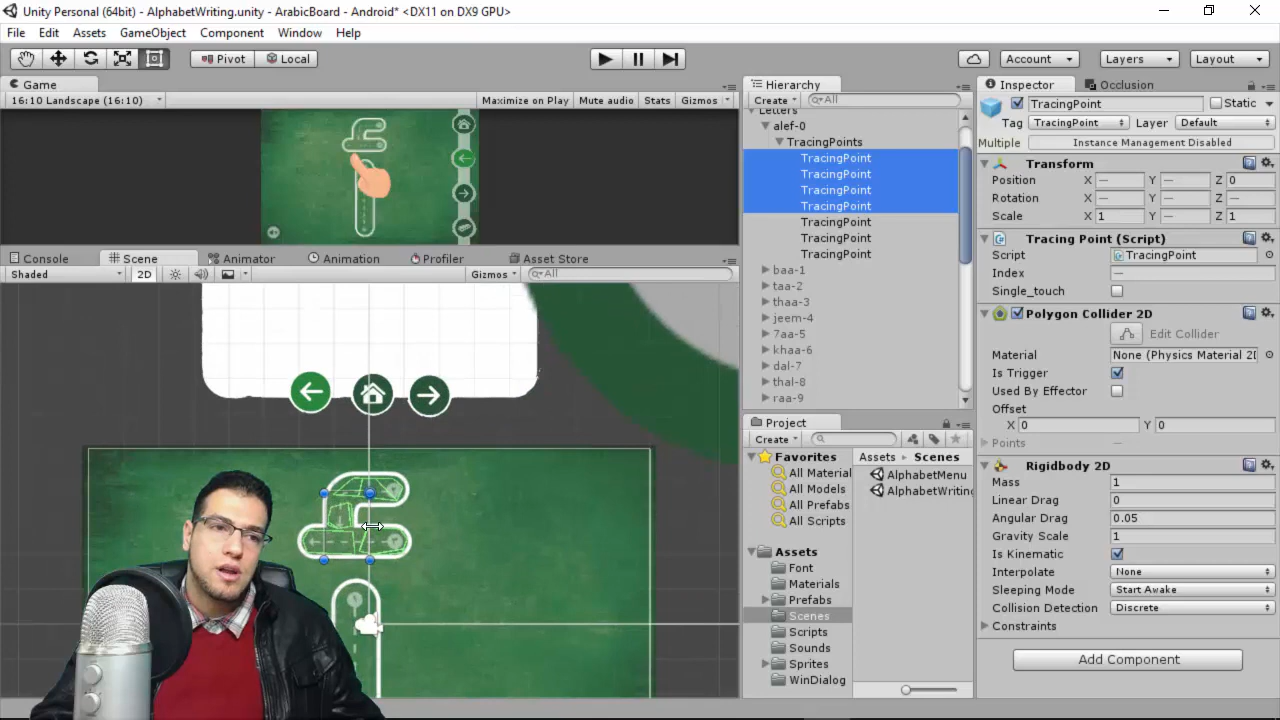 Unity Personal (64bit) - AlphabetWriting.unity - ArabicBoard - Android* <DX11 on DX9 GPU>
File Edit Assets GameObject Component Window Help
Pivot Local Account Layers Layout
Game
16:10 Landscape (16:10) Maximize on Play Mute audio Stats Gizmos
Console Scene Animator Animation Profiler Asset Store
Shaded 2D Gizmos All
Hierarchy
Create All
Letters
alef-0
TracingPoints
TracingPoint
TracingPoint
TracingPoint
TracingPoint
TracingPoint
TracingPoint
TracingPoint
baa-1
taa-2
thaa-3
jeem-4
7aa-5
khaa-6
dal-7
thal-8
raa-9
Project
Create
Favorites
All Material
All Models
All Prefabs
All Scripts
Assets
Font
Materials
Prefabs
Scenes
Scripts
Sounds
Sprites
WinDialog
Assets Scenes
AlphabetMenu
AlphabetWriting
Inspector Occlusion
TracingPoint Static
Tag TracingPoint Layer Default
Multiple Instance Management Disabled
Transform
Position X — Y — Z 0
Rotation X — Y — Z —
Scale X 1 Y — Z 1
Tracing Point (Script)
Script TracingPoint
Index —
Single_touch
Polygon Collider 2D
Edit Collider
Material None (Physics Material 2D
Is Trigger
Used By Effector
Offset
X 0 Y 0
Points —
Rigidbody 2D
Mass 1
Linear Drag 0
Angular Drag 0.05
Gravity Scale 1
Is Kinematic
Interpolate None
Sleeping Mode Start Awake
Collision Detection Discrete
Constraints
Add Component